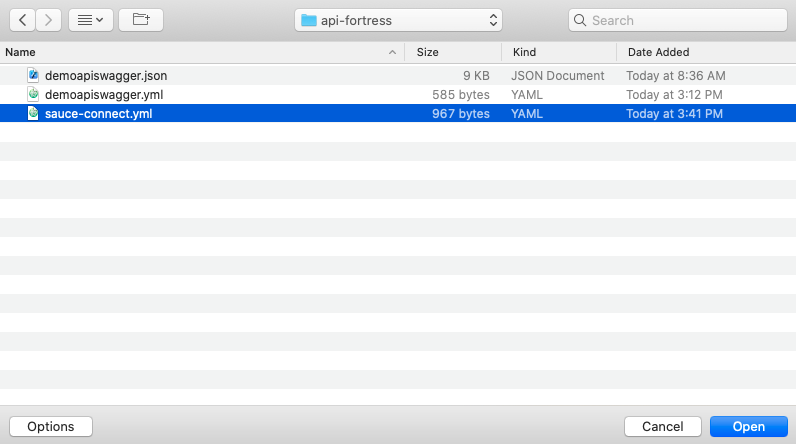 api-fortress
Search
Name Size Kind Date Added
demoapiswagger.json 9 KB JSON Document Today at 8:36 AM
demoapiswagger.yml 585 bytes YAML Today at 3:12 PM
sauce-connect.yml 967 bytes YAML Today at 3:41 PM
Options Cancel Open